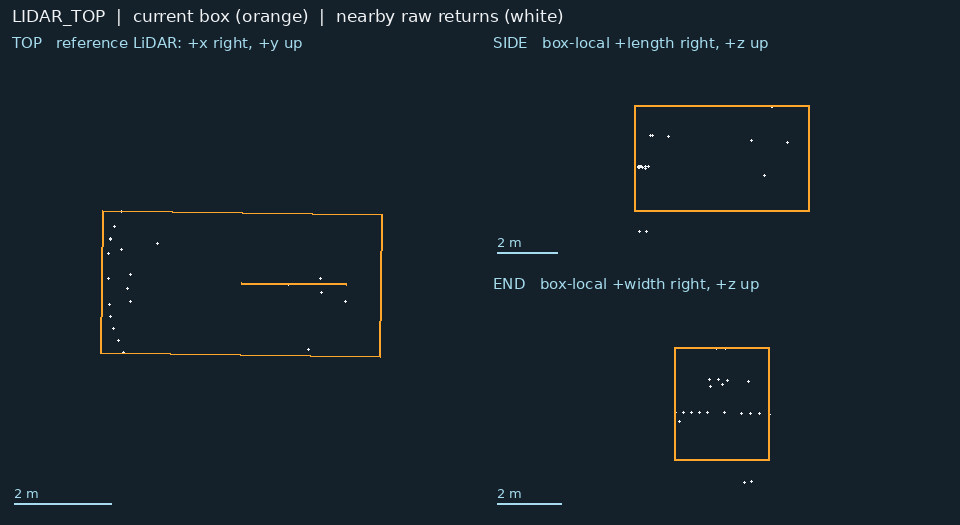 LIDAR_TOP | current box (orange) | nearby raw returns (white)
TOP reference LiDAR: +x right, +y up
SIDE box-local +length right, +z up
2 m
END box-local +width right, +z up
2 m
2 m